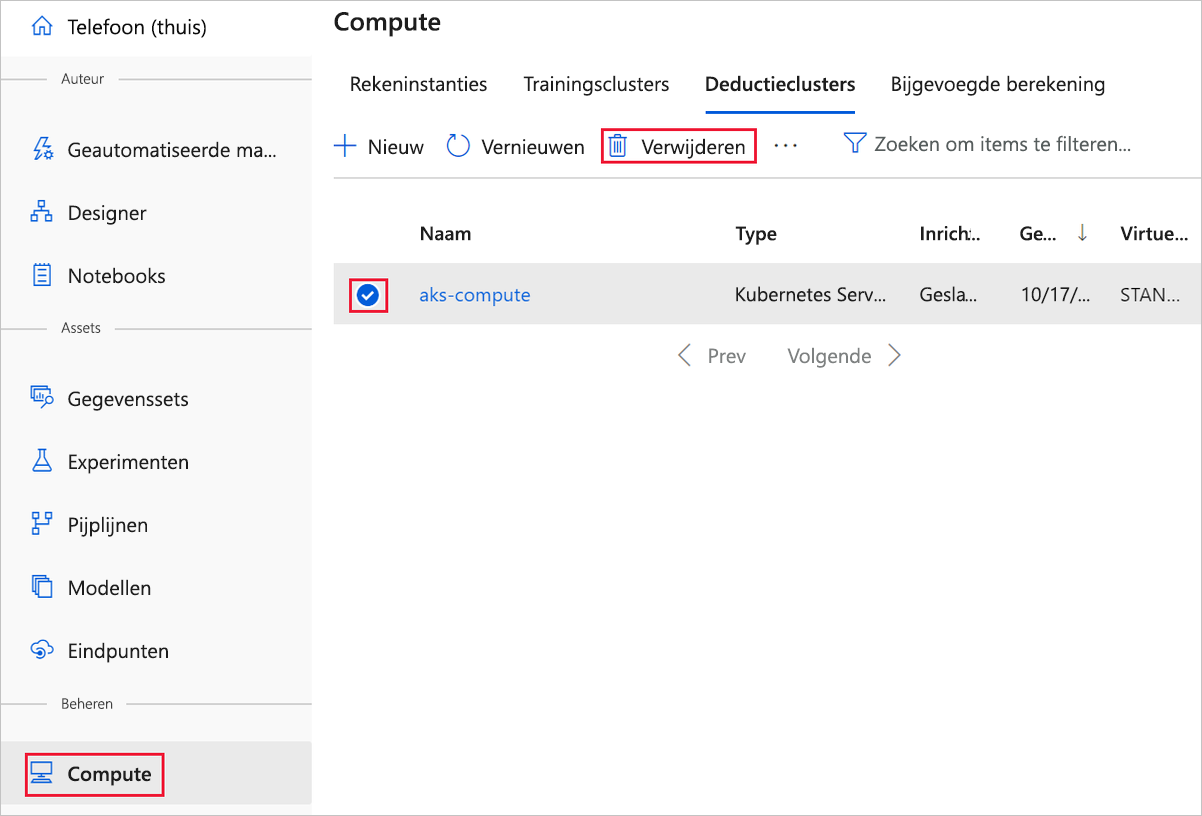 Telefoon (thuis)
Auteur
Geautomatiseerde ma...
Designer
Notebooks
Assets
Gegevenssets
Experimenten
Pijplijnen
Modellen
Eindpunten
Beheren
Compute
Compute
Rekeninstanties Trainingsclusters Deductieclusters Bijgevoegde berekening
Nieuw Vernieuwen Verwijderen ... Zoeken om items te filteren...
Naam Type Inrich.. Ge... ↓ Virtue...
aks-compute Kubernetes Serv... Gesla... 10/17/... STAN...
Prev Volgende